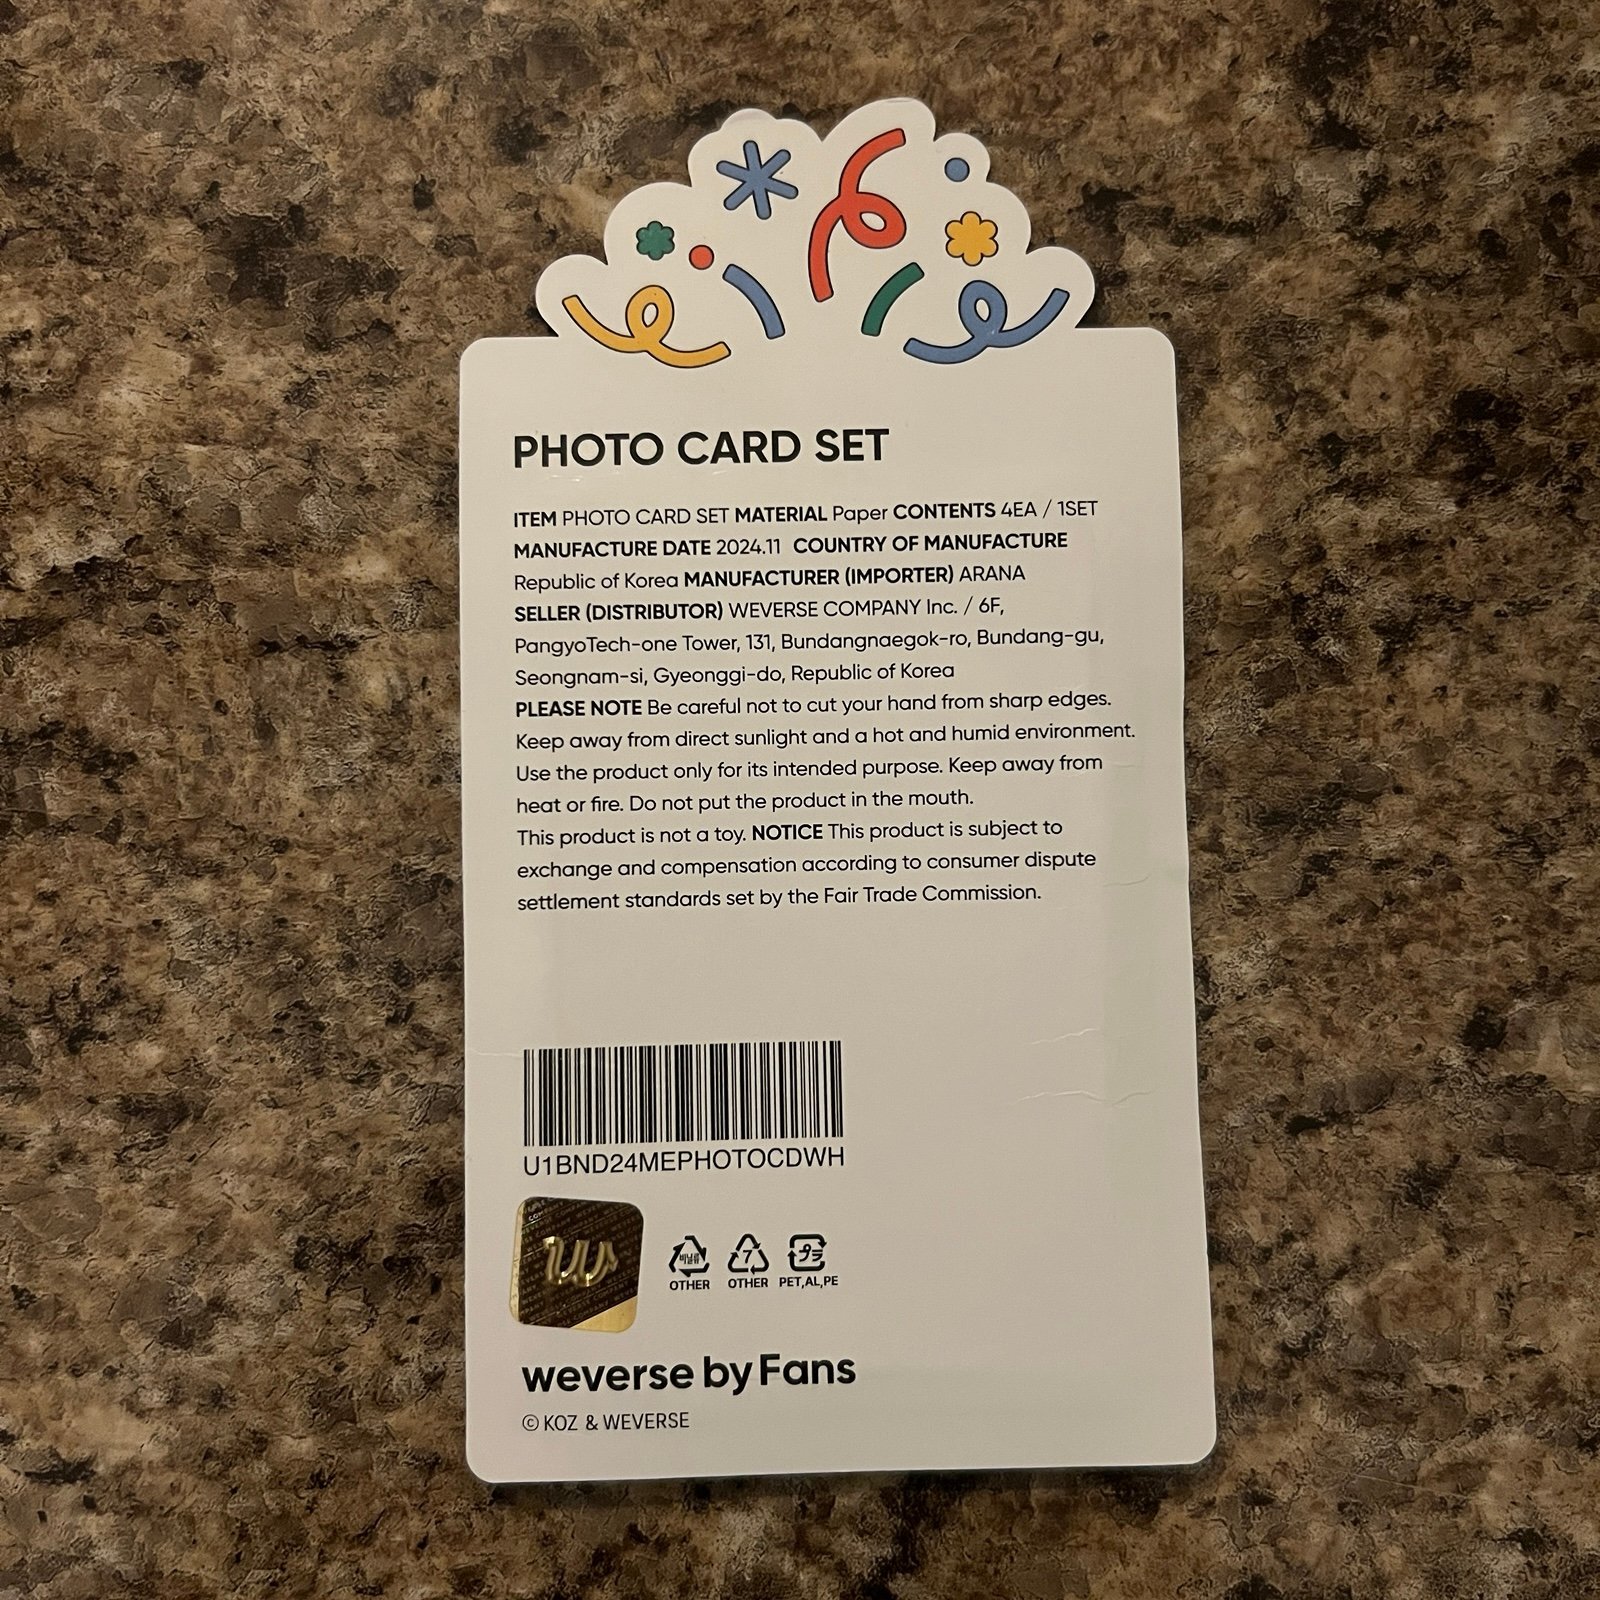 PHOTO CARD SET
ITEM PHOTO CARD SET MATERIAL Paper CONTENTS 4EA / 1SET
MANUFACTURE DATE 2024.11 COUNTRY OF MANUFACTURE
Republic of Korea MANUFACTURER (IMPORTER) ARANA
SELLER (DISTRIBUTOR) WEVERSE COMPANY Inc. / 6F,
PangyoTech-one Tower, 131, Bundangnaegok-ro, Bundang-gu,
Seongnam-si, Gyeonggi-do, Republic of Korea
PLEASE NOTE Be careful not to cut your hand from sharp edges.
Keep away from direct sunlight and a hot and humid environment.
Use the product only for its intended purpose. Keep away from
heat or fire. Do not put the product in the mouth.
This product is not a toy. NOTICE This product is subject to
exchange and compensation according to consumer dispute
settlement standards set by the Fair Trade Commission.
U1BND24MEPHOTOCDWH
w
비닐류 7 プラ
OTHER OTHER PET,AL,PE
weverse by Fans
© KOZ & WEVERSE